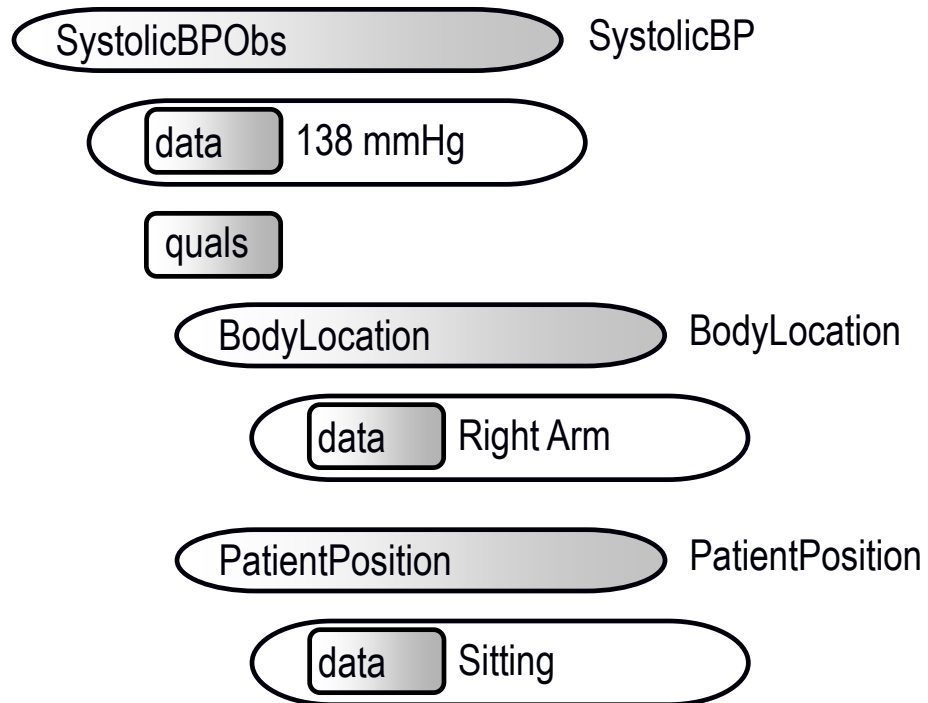 SystolicBPObs SystolicBP
data 138 mmHg
quals
BodyLocation BodyLocation
data Right Arm
PatientPosition PatientPosition
data Sitting